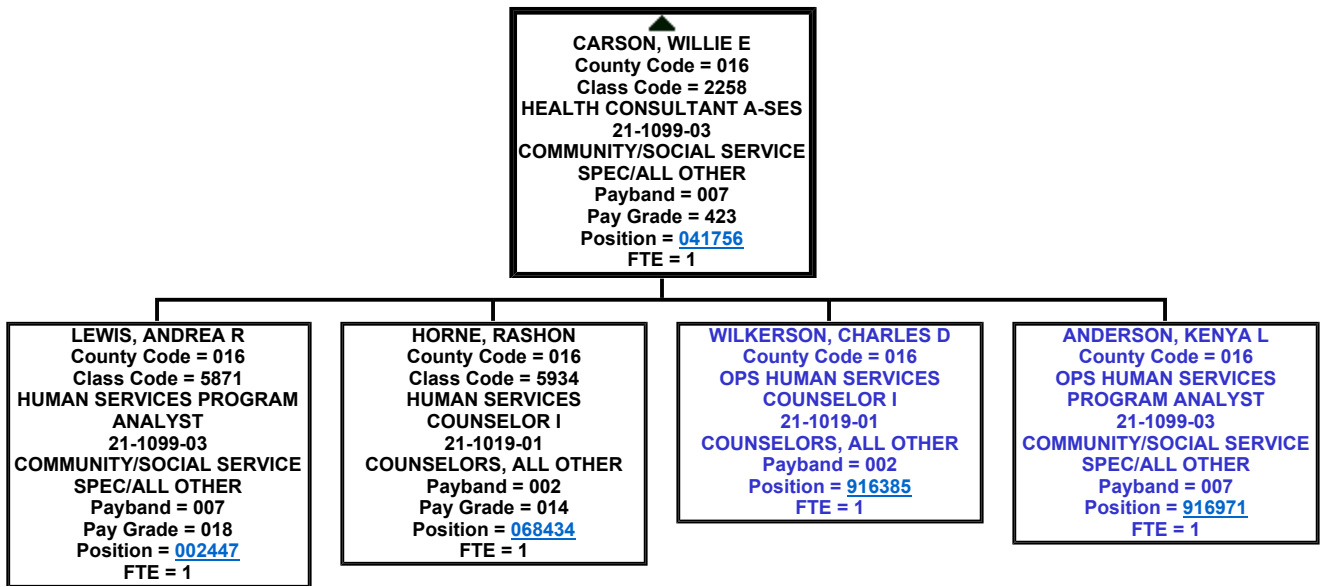 CARSON, WILLIE E
County Code = 016
Class Code = 2258
HEALTH CONSULTANT A-SES
21-1099-03
COMMUNITY/SOCIAL SERVICE
SPEC/ALL OTHER
Payband = 007
Pay Grade = 423
Position = 041756
FTE = 1
LEWIS, ANDREA R
County Code = 016
Class Code = 5871
HUMAN SERVICES PROGRAM
ANALYST
21-1099-03
COMMUNITY/SOCIAL SERVICE
SPEC/ALL OTHER
Payband = 007
Pay Grade = 018
Position = 002447
FTE = 1
HORNE, RASHON
County Code = 016
Class Code = 5934
HUMAN SERVICES
COUNSELOR I
21-1019-01
COUNSELORS, ALL OTHER
Payband = 002
Pay Grade = 014
Position = 068434
FTE = 1
WILKERSON, CHARLES D
County Code = 016
OPS HUMAN SERVICES
COUNSELOR I
21-1019-01
COUNSELORS, ALL OTHER
Payband = 002
Position = 916385
FTE = 1
ANDERSON, KENYA L
County Code = 016
OPS HUMAN SERVICES
PROGRAM ANALYST
21-1099-03
COMMUNITY/SOCIAL SERVICE
SPEC/ALL OTHER
Payband = 007
Position = 916971
FTE = 1